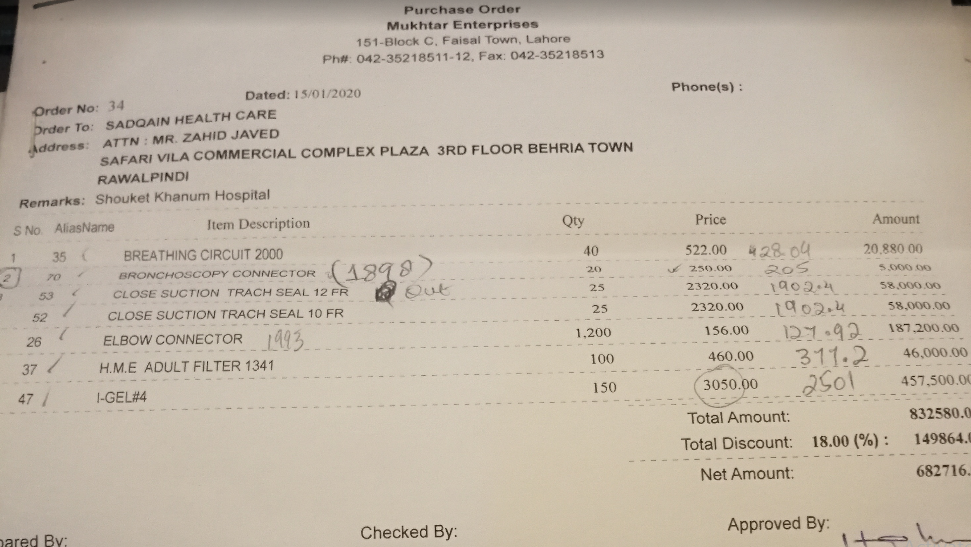 Purchase Order
Mukhtar Enterprises
151-Block C, Faisal Town, Lahore
Ph#: 042-35218511-12, Fax: 042-35218513
Phone(s) :
Order No: 34 Dated: 15/01/2020
Order To: SADQAIN HEALTH CARE
Address: ATTN : MR. ZAHID JAVED
SAFARI VILA COMMERCIAL COMPLEX PLAZA 3RD FLOOR BEHRIA TOWN
RAWALPINDI
Remarks: Shouket Khanum Hospital
S No. AliasName Item Description Qty Price Amount
1 35 BREATHING CIRCUIT 2000 40 522.00 428.04 20,880.00
2 70 BRONCHOSCOPY CONNECTOR (1898) 20 250.00 205 5,000.00
53 CLOSE SUCTION TRACH SEAL 12 FR Out 25 2320.00 1902.4 58,000.00
52 CLOSE SUCTION TRACH SEAL 10 FR 25 2320.00 1902.4 58,000.00
26 ELBOW CONNECTOR 1993 1,200 156.00 127.92 187,200.00
37 H.M.E ADULT FILTER 1341 100 460.00 377.2 46,000.00
47 I-GEL#4 150 3050.00 2501 457,500.00
Total Amount: 832580.0
Total Discount: 18.00 (%) : 149864.
Net Amount: 682716.
pared By: Checked By: Approved By: